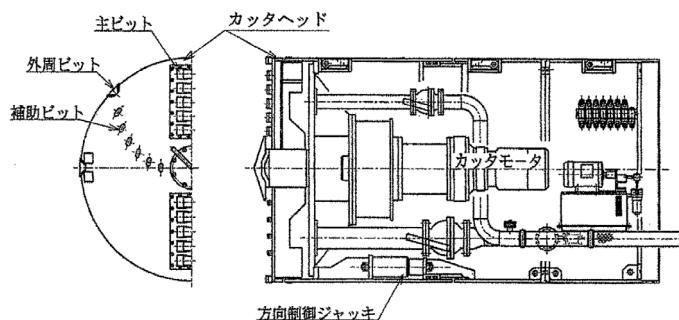 カッタヘッド
主ビット
外周ビット
補助ビット
カッタモータ
方向制御ジャッキ